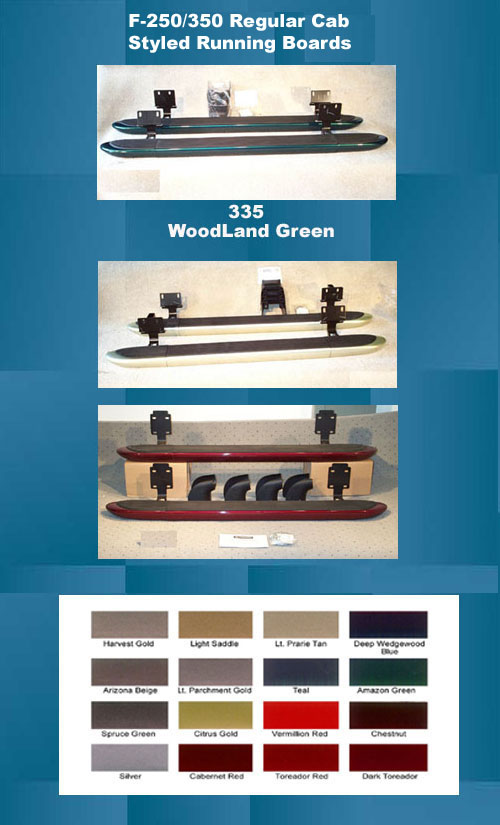 F-250/350 Regular Cab
Styled Running Boards
335
WoodLand Green
Harvest Gold
Light Saddle
Lt. Prarie Tan
Deep Wedgewood
Blue
Arizona Beige
Lt. Parchment Gold
Teal
Amazon Green
Spruce Green
Citrus Gold
Vermillion Red
Chestnut
Silver
Cabernet Red
Toreador Red
Dark Toreador